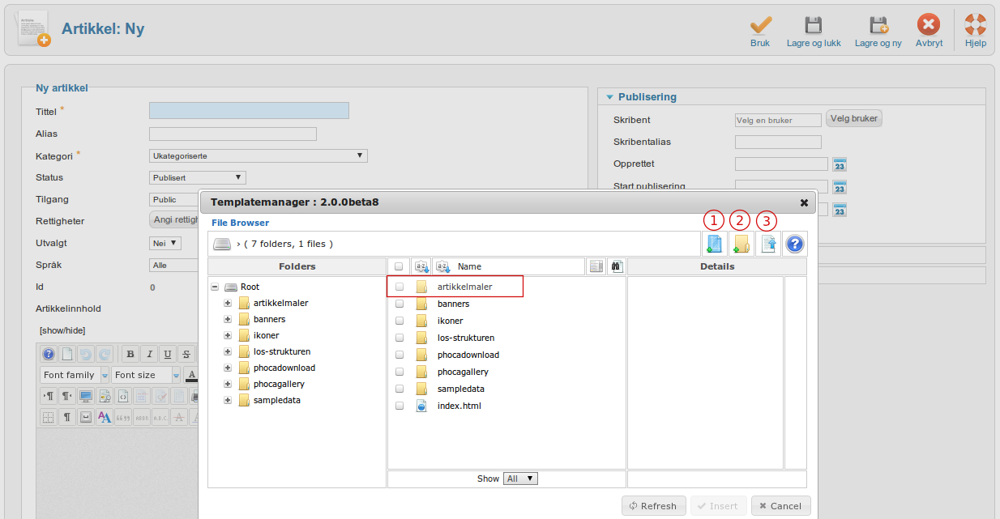 Artikkel: Ny
Bruk
Lagre og lukk
Lagre og ny
Avbryt
Hjelp
Ny artikkel
Tittel *
Alias
Kategori * Ukategoriserte
Status Publisert
Tilgang Public
Rettigheter Angi rettigh
Utvalgt Nei
Språk Alle
Id 0
Artikkelinnhold
[show/hide]
B I U S
Font family Font size A
Publisering
Skribent Velg en bruker Velg bruker
Skribentalias
Opprettet 23
Start publisering 23
23
Templatemanager : 2.0.0beta8
File Browser
1 2 3
› ( 7 folders, 1 files )
Folders
Name
Details
Root
artikkelmaler
banners
ikoner
los-strukturen
phocadownload
phocagallery
sampledata
artikkelmaler
banners
ikoner
los-strukturen
phocadownload
phocagallery
sampledata
index.html
Show All
Refresh Insert Cancel